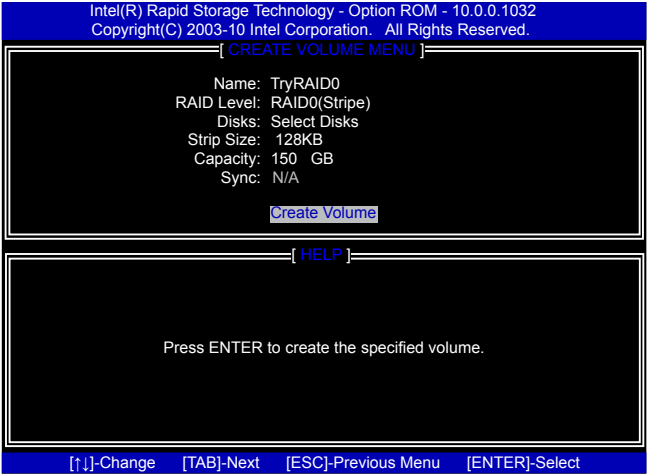 Intel(R) Rapid Storage Technology - Option ROM - 10.0.0.1032
Copyright(C) 2003-10 Intel Corporation. All Rights Reserved.
[ CREATE VOLUME MENU ]
Name: TryRAID0
RAID Level: RAID0(Stripe)
Disks: Select Disks
Strip Size: 128KB
Capacity: 150 GB
Sync: N/A
Create Volume
[ HELP ]
Press ENTER to create the specified volume.
[↑↓]-Change [TAB]-Next [ESC]-Previous Menu [ENTER]-Select